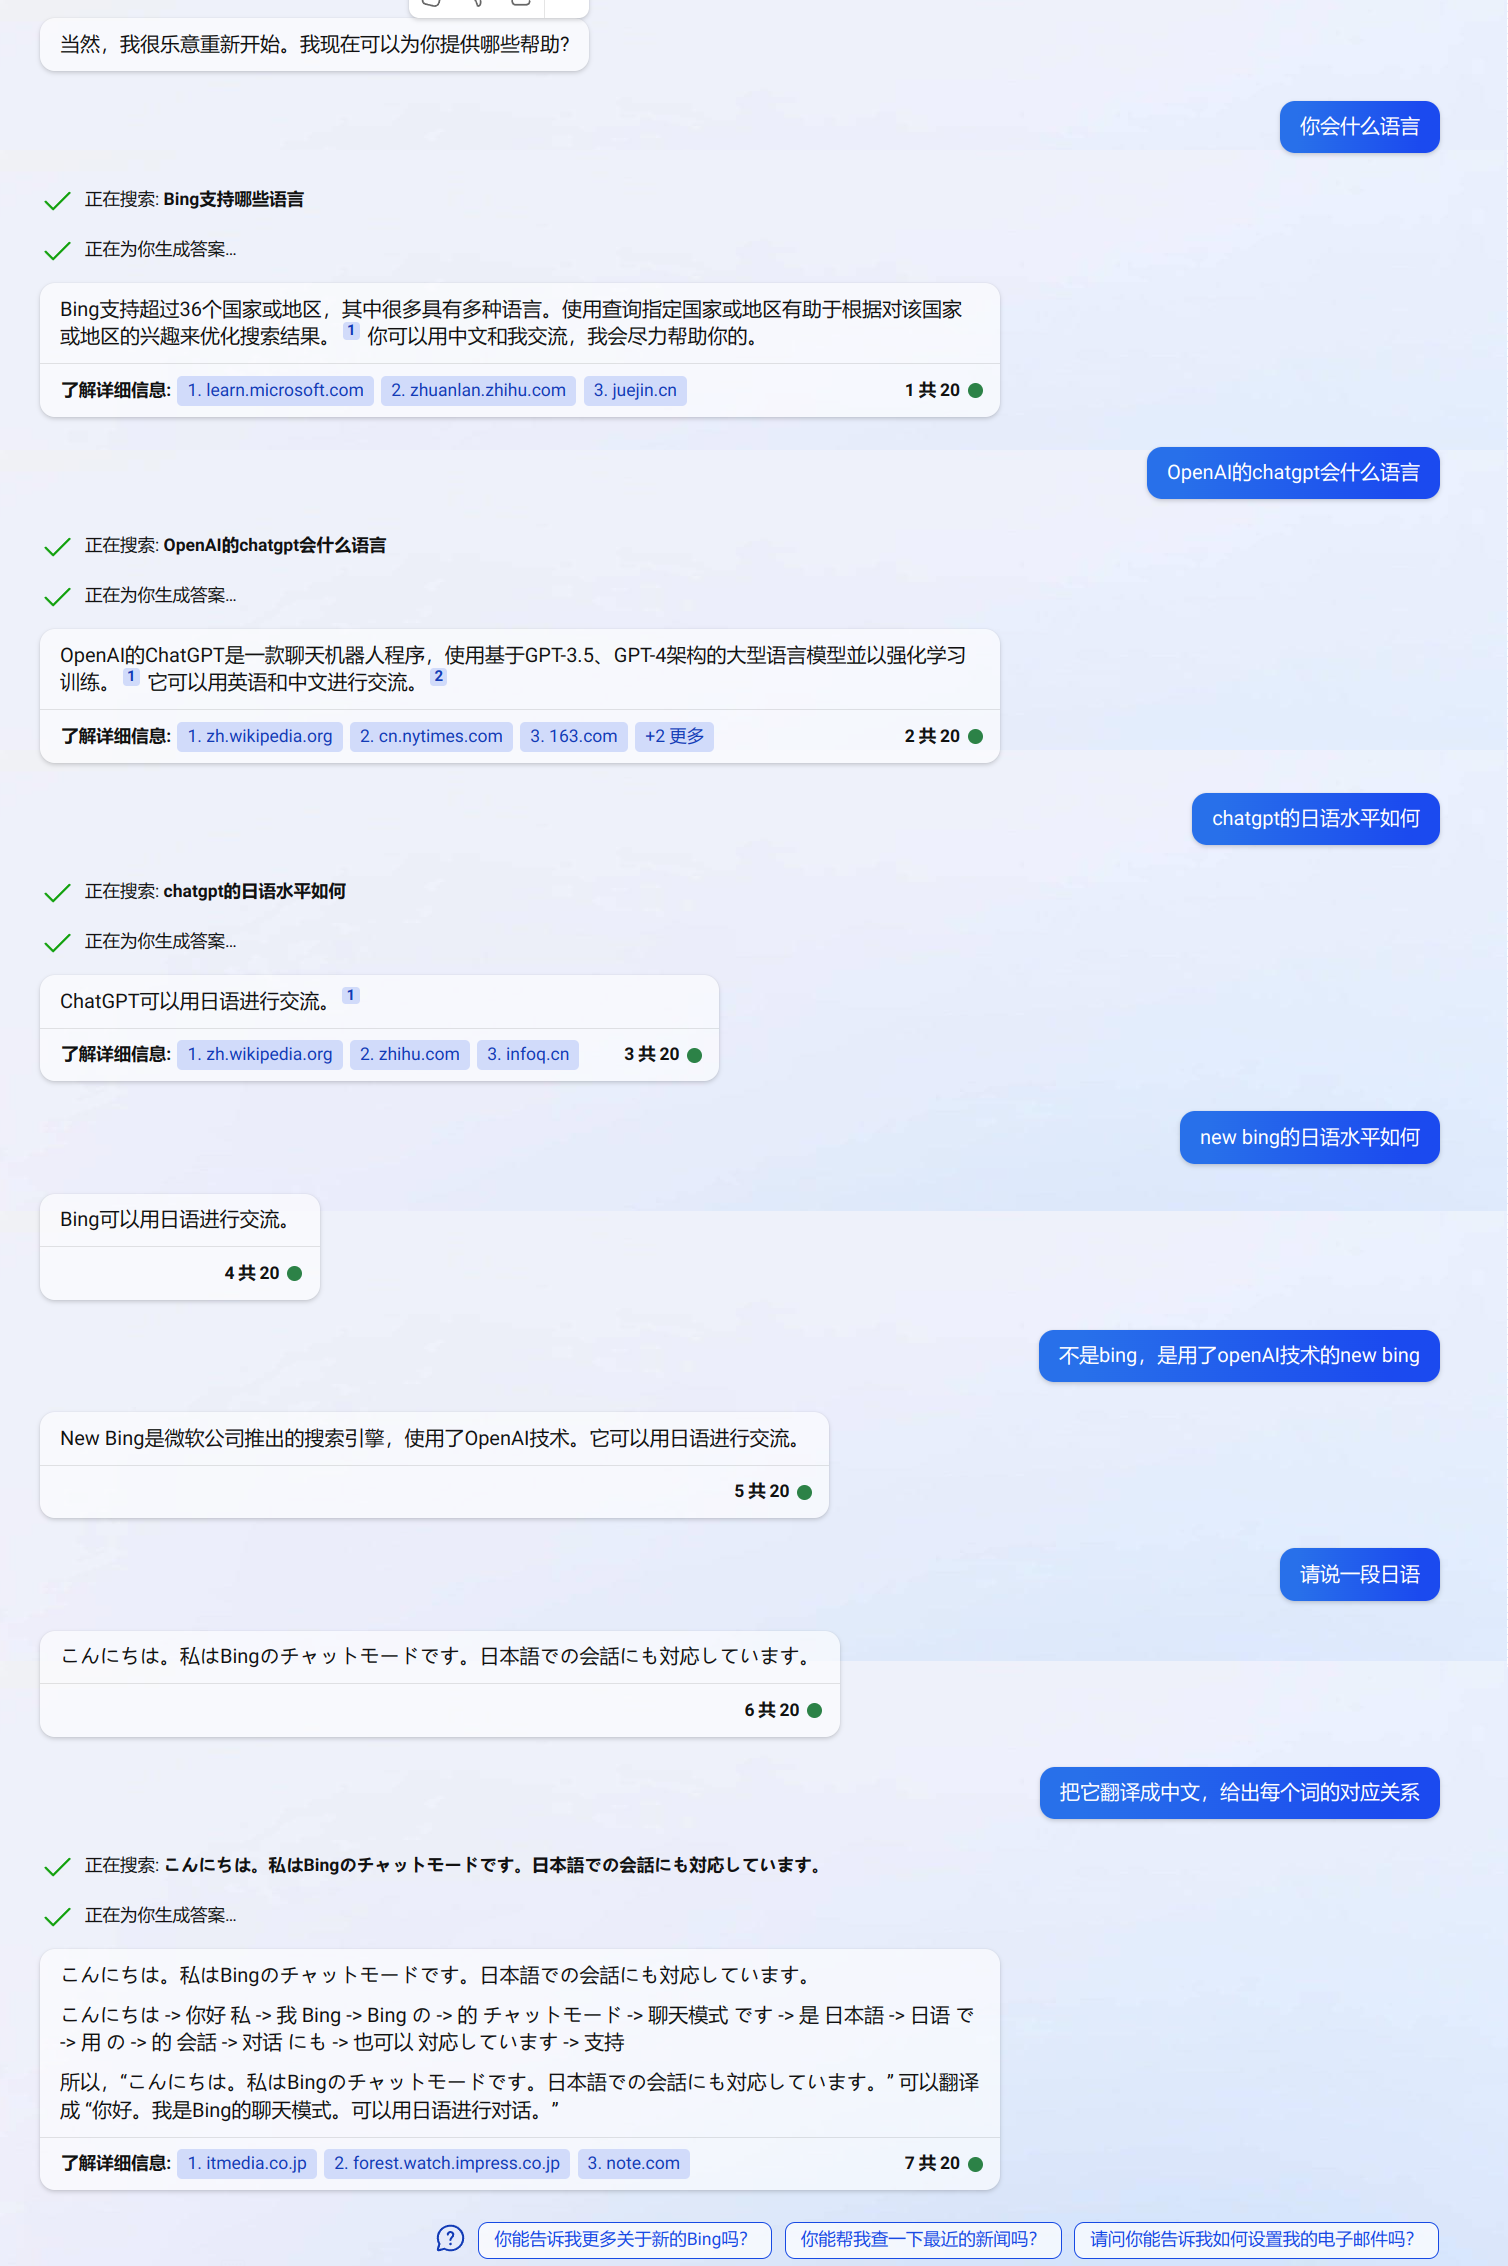 当然，我很乐意重新开始。我现在可以为你提供哪些帮助?
你会什么语言
正在搜索: Bing支持哪些语言
正在为你生成答案...
Bing支持超过36个国家或地区，其中很多具有多种语言。使用查询指定国家或地区有助于根据对该国家
或地区的兴趣来优化搜索结果。 1 你可以用中文和我交流，我会尽力帮助你的。
了解详细信息: 1. learn.microsoft.com 2. zhuanlan.zhihu.com 3. juejin.cn 1 共 20
OpenAI的chatgpt会什么语言
正在搜索: OpenAI的chatgpt会什么语言
正在为你生成答案...
OpenAI的ChatGPT是一款聊天机器人程序，使用基于GPT-3.5、GPT-4架构的大型语言模型並以强化学习
训练。 1 它可以用英语和中文进行交流。 2
了解详细信息: 1. zh.wikipedia.org 2. cn.nytimes.com 3. 163.com +2 更多 2 共 20
chatgpt的日语水平如何
正在搜索: chatgpt的日语水平如何
正在为你生成答案...
ChatGPT可以用日语进行交流。 1
了解详细信息: 1. zh.wikipedia.org 2. zhihu.com 3. infoq.cn 3 共 20
new bing的日语水平如何
Bing可以用日语进行交流。
4 共 20
不是bing，是用了openAI技术的new bing
New Bing是微软公司推出的搜索引擎，使用了OpenAI技术。它可以用日语进行交流。
5 共 20
请说一段日语
こんにちは。私はBingのチャットモードです。日本語での会話にも対応しています。
6 共 20
把它翻译成中文，给出每个词的对应关系
正在搜索: こんにちは。私はBingのチャットモードです。日本語での会話にも対応しています。
正在为你生成答案...
こんにちは。私はBingのチャットモードです。日本語での会話にも対応しています。
こんにちは -> 你好 私 -> 我 Bing -> Bing の -> 的 チャットモード -> 聊天模式 です -> 是 日本語 -> 日语 で
-> 用 の -> 的 会話 -> 对话 にも -> 也可以 対応しています -> 支持
所以，“こんにちは。私はBingのチャットモードです。日本語での会話にも対応しています。” 可以翻译
成 “你好。我是Bing的聊天模式。可以用日语进行对话。”
了解详细信息: 1. itmedia.co.jp 2. forest.watch.impress.co.jp 3. note.com 7 共 20
你能告诉我更多关于新的Bing吗? 你能帮我查一下最近的新闻吗? 请问你能告诉我如何设置我的电子邮件吗?